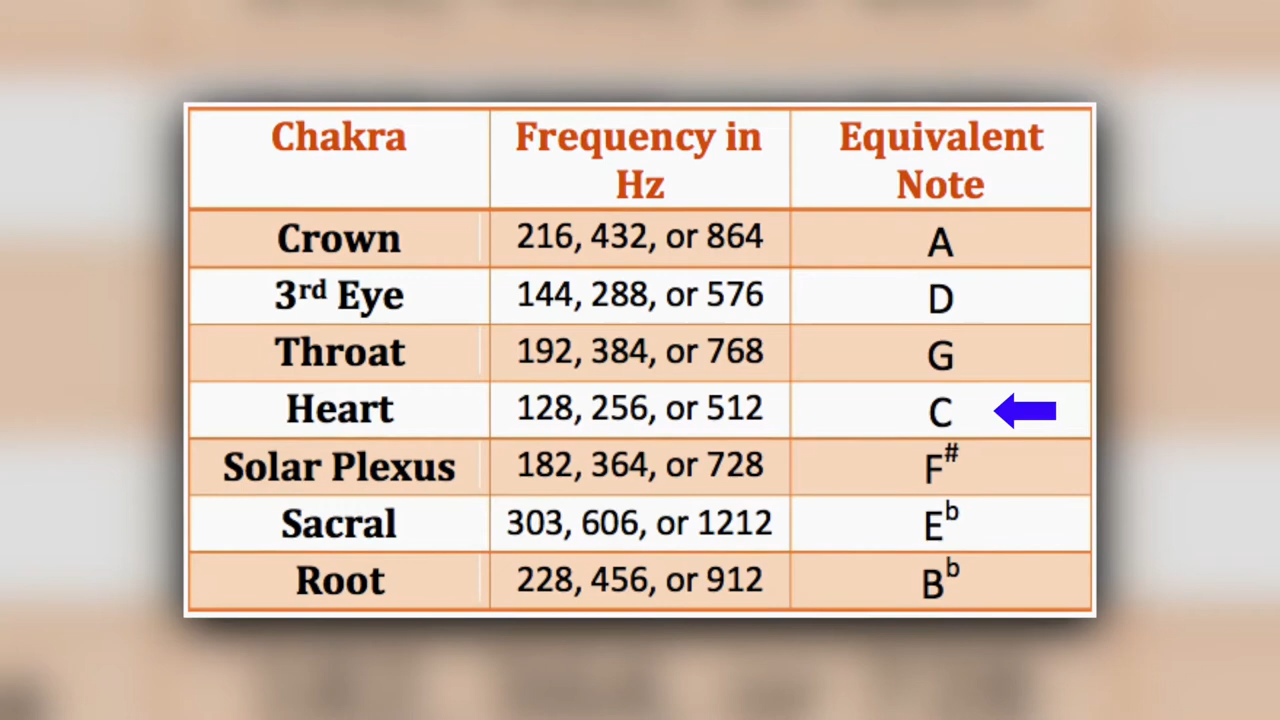 Chakra Frequency in Hz Equivalent Note
Crown 216, 432, or 864 A
3rd Eye 144, 288, or 576 D
Throat 192, 384, or 768 G
Heart 128, 256, or 512 C
Solar Plexus 182, 364, or 728 F#
Sacral 303, 606, or 1212 Eb
Root 228, 456, or 912 Bb